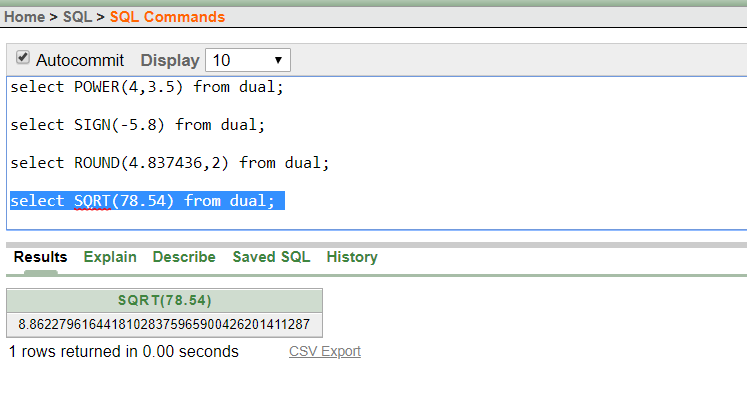 Home > SQL > SQL Commands
Autocommit Display 10
select POWER(4,3.5) from dual;
select SIGN(-5.8) from dual;
select ROUND(4.837436,2) from dual;
select SQRT(78.54) from dual;
Results Explain Describe Saved SQL History
SQRT(78.54)
8.86227961644181028375965900426201411287
1 rows returned in 0.00 seconds CSV Export